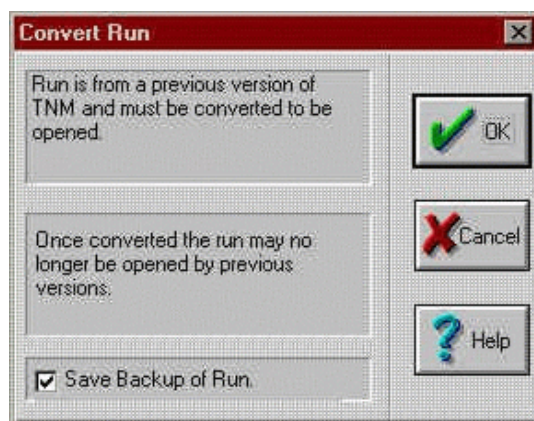 Convert Run
Run is from a previous version of
TNM and must be converted to be
opened.
OK
Once converted the run may no
longer be opened by previous
versions.
Cancel
Help
Save Backup of Run.